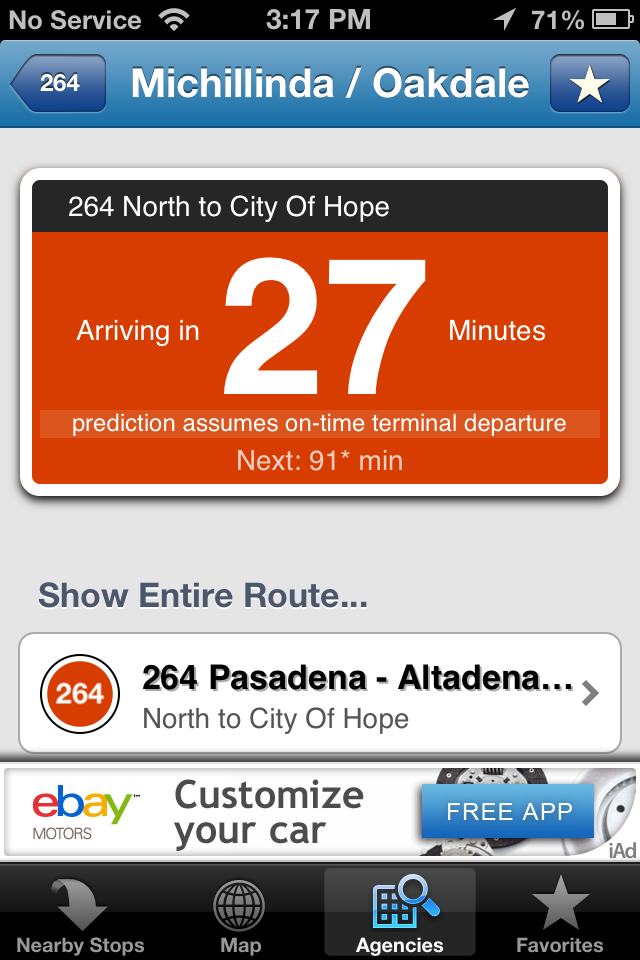 No Service 3:17 PM 71%
264 Michillinda / Oakdale
264 North to City Of Hope
Arriving in 27 Minutes
prediction assumes on-time terminal departure
Next: 91* min
Show Entire Route...
264 264 Pasadena - Altadena...
North to City Of Hope
ebay™ Customize
MOTORS your car
FREE APP
iAd
Nearby Stops Map Agencies Favorites